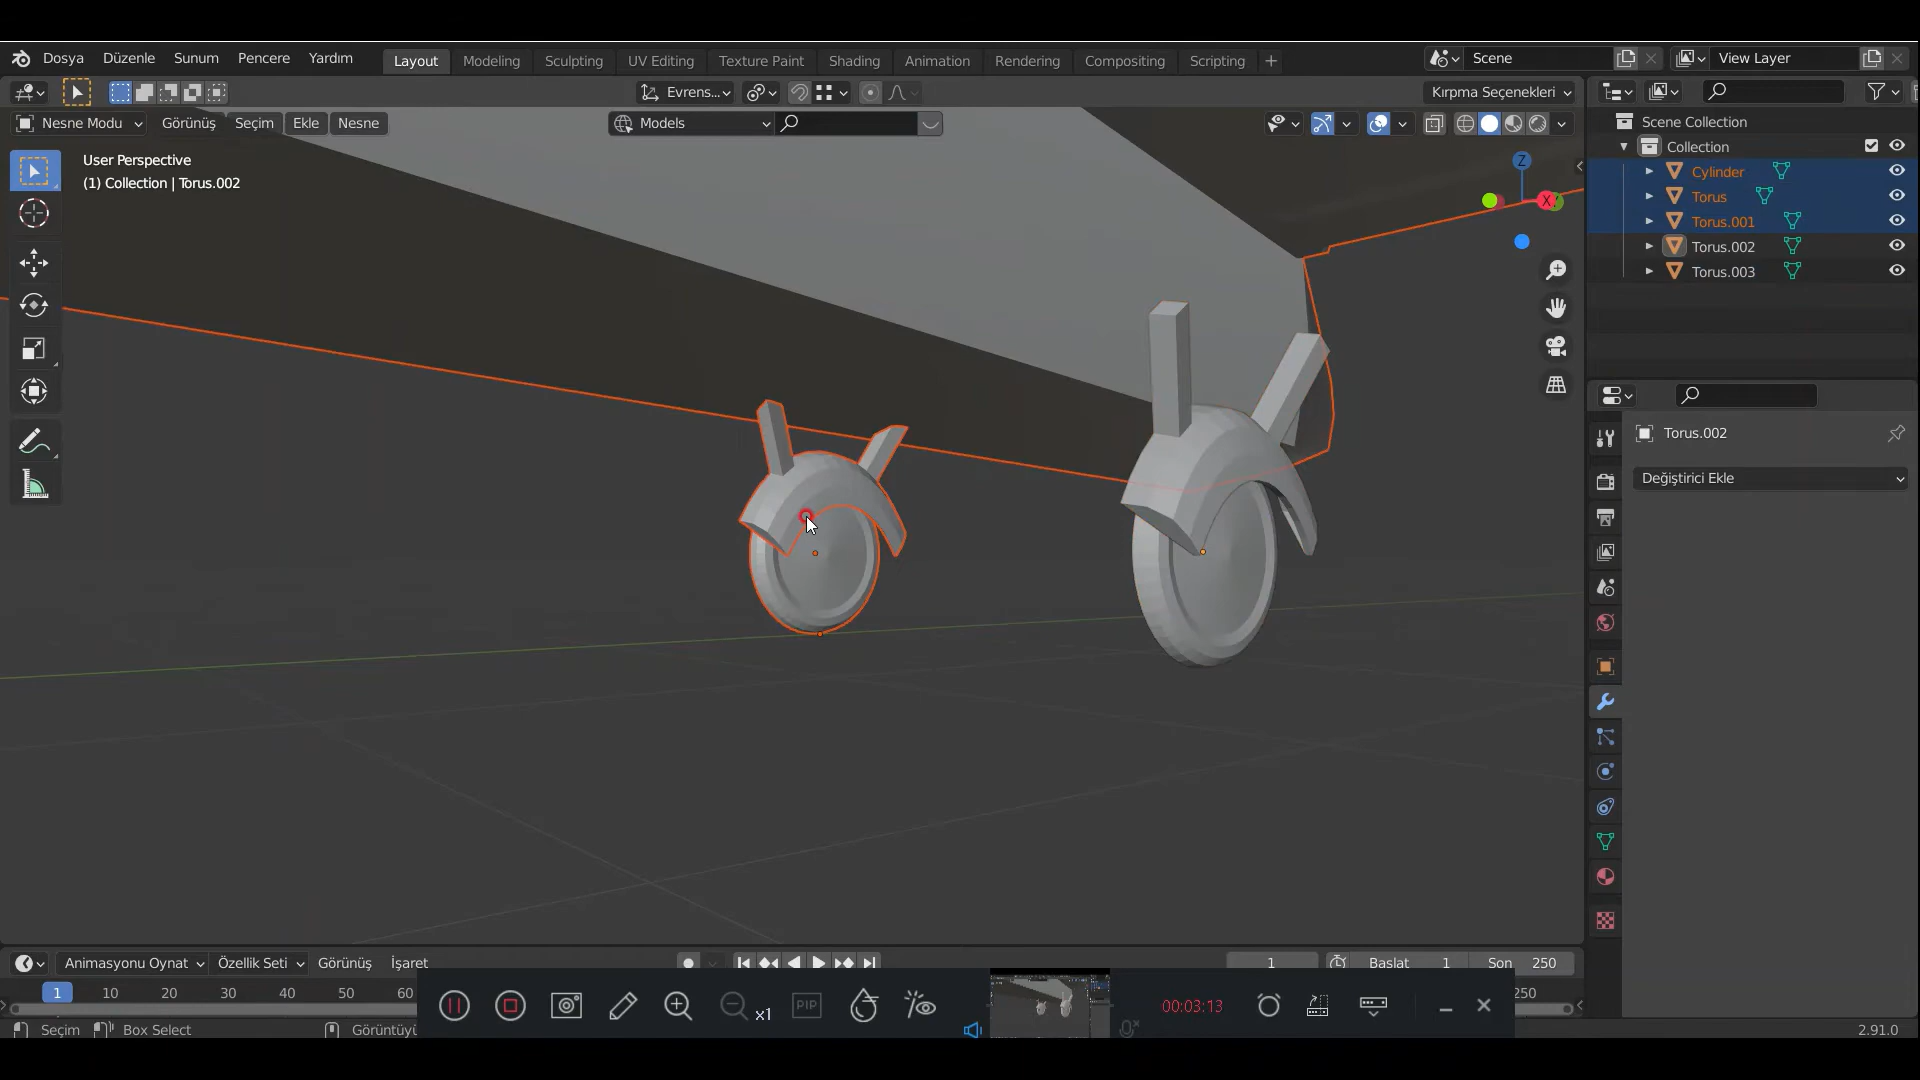 Dosya Düzenle Sunum Pencere Yardım Layout Modeling Sculpting UV Editing Texture Paint Shading Animation Rendering Compositing Scripting + Scene View Layer
Evrens... Kırpma Seçenekleri
Nesne Modu Görünüş Seçim Ekle Nesne Models
User Perspective
(1) Collection | Torus.002
Z
X
Scene Collection
Collection
Cylinder
Torus
Torus.001
Torus.002
Torus.003
Torus.002
Değiştirici Ekle
Animasyonu Oynat Özellik Seti Görünüş İşaret 1 Baslat 1 Son 250
1 10 20 30 40 50 60 250
x1 PIP 00:03:13
Seçim Box Select 2.91.0